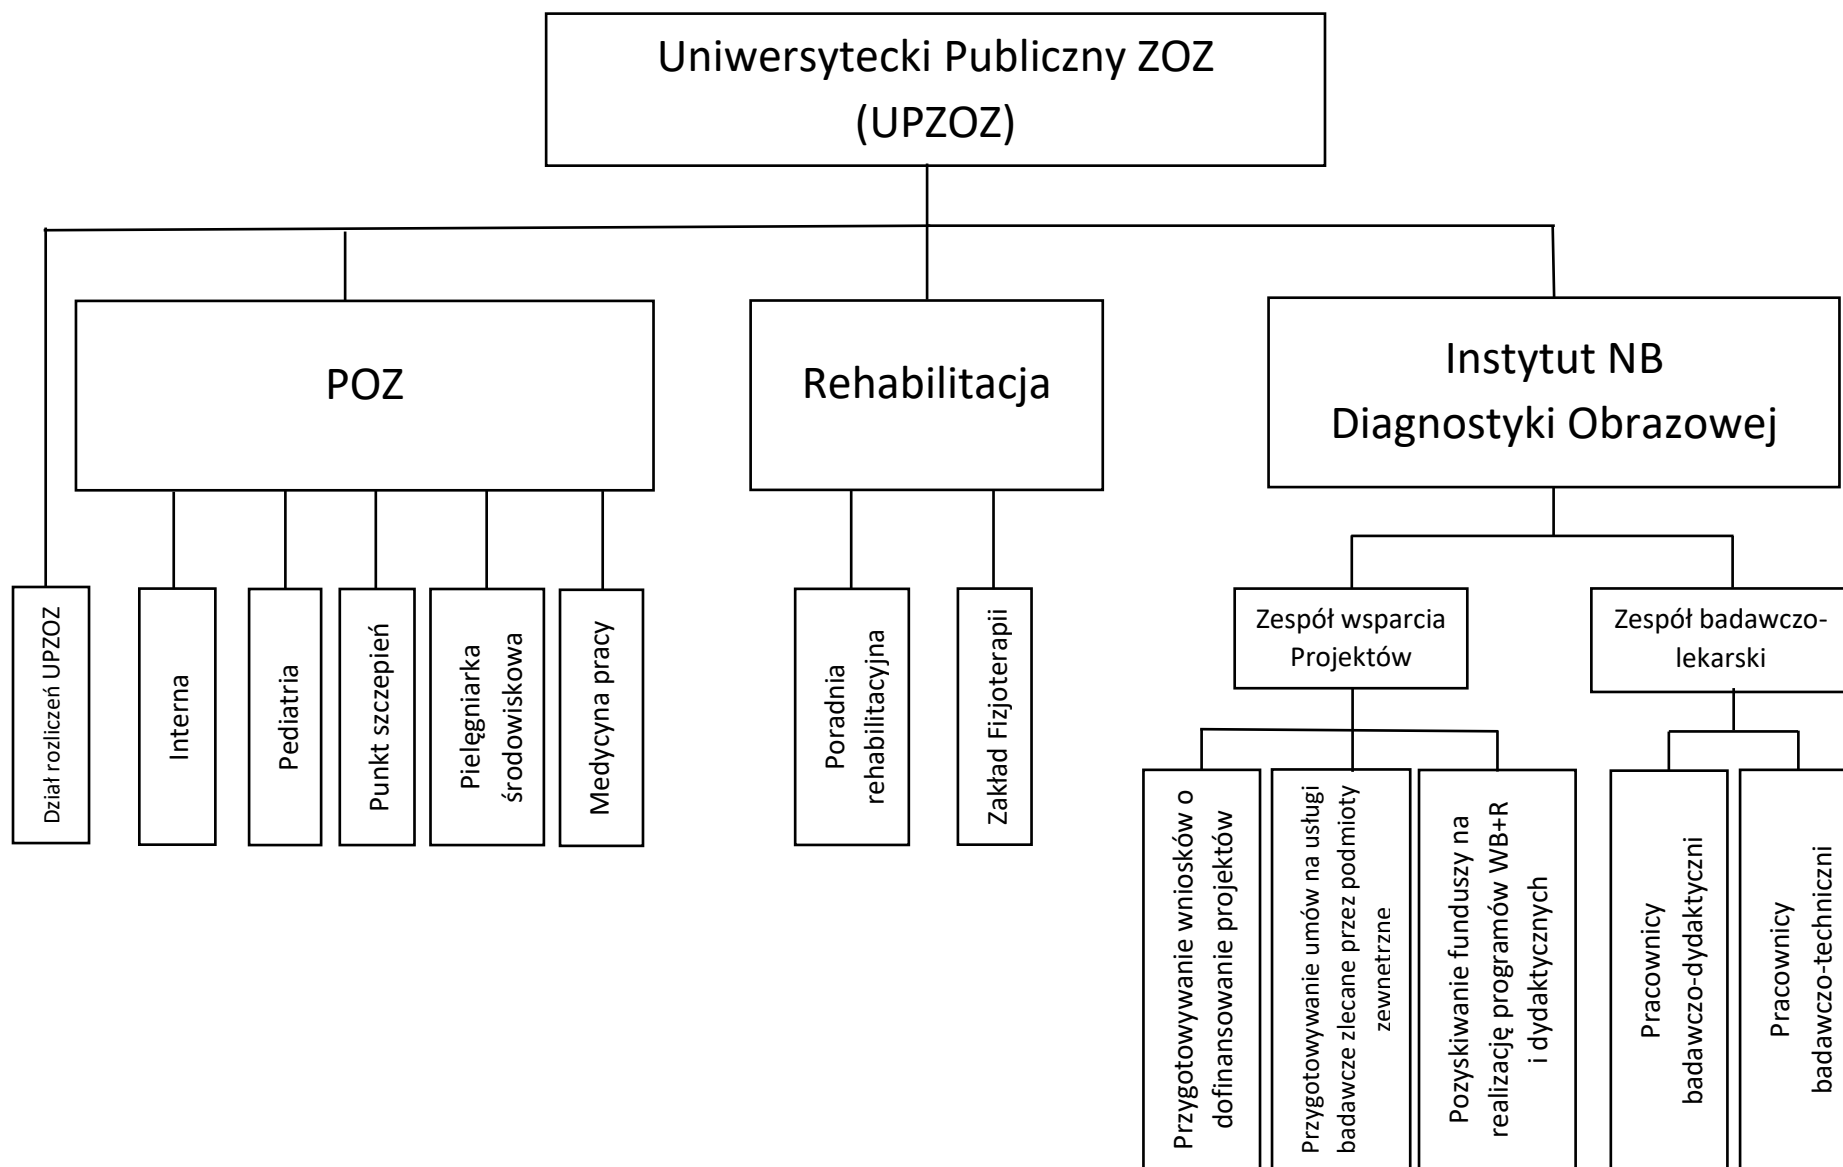 Uniwersytecki Publiczny ZOZ
(UPZOZ)
POZ
Rehabilitacja
Instytut NB
Diagnostyki Obrazowej
Dział rozliczeń UPZOZ
Interna
Pediatria
Punkt szczepień
Pielęgniarka
środowiskowa
Medycyna pracy
Poradnia
rehabilitacyjna
Zakład Fizjoterapii
Zespół wsparcia
Projektów
Zespół badawczo-
lekarski
Przygotowywanie wniosków o
dofinansowanie projektów
Przygotowywanie umów na usługi
badawcze zlecane przez podmioty
zewnetrzne
Pozyskiwanie funduszy na
realizację programów WB+R
i dydaktycznych
Pracownicy
badawczo-dydaktyczni
Pracownicy
badawczo-techniczni